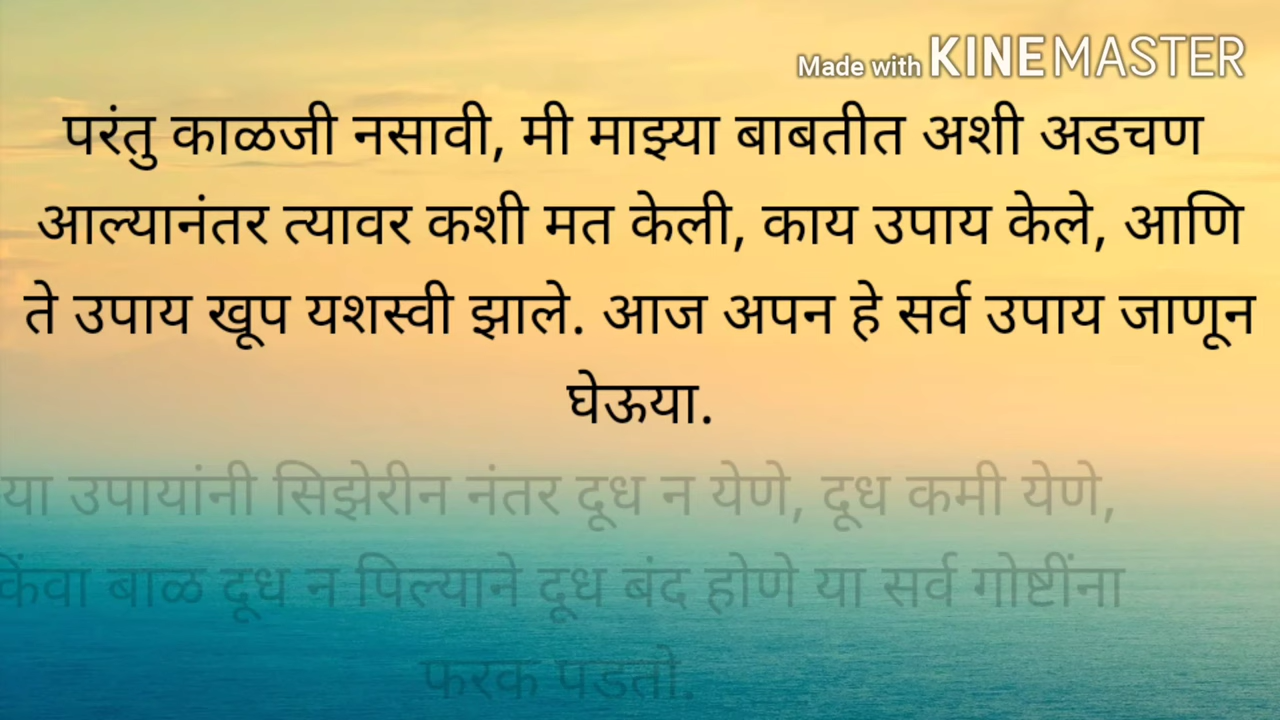 Made with KINEMASTER
परंतु काळजी नसावी, मी माझ्या बाबतीत अशी अडचण
आल्यानंतर त्यावर कशी मत केली, काय उपाय केले, आणि
ते उपाय खूप यशस्वी झाले. आज अपन हे सर्व उपाय जाणून
घेऊया.
या उपायांनी सिझेरीन नंतर दूध न येणे, दूध कमी येणे,
किंवा बाळ दूध न पिल्याने दूध बंद होणे या सर्व गोष्टींना
फरक पडतो.